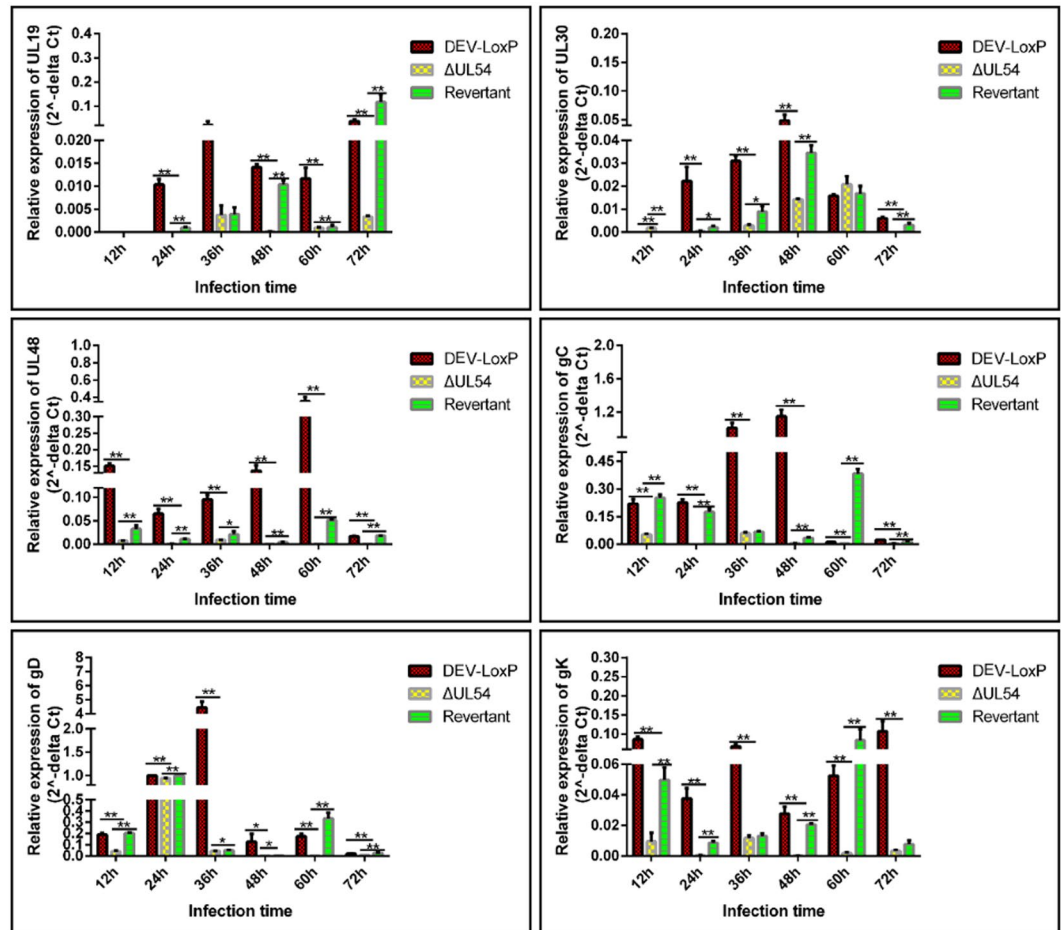 Relative expression of UL19
(2^-delta Ct)
0.4
0.3
0.2
0.1
0.020
0.015
0.010
0.005
0.000
**
**
**
**
**
**
**
**
12h
24h
36h
48h
60h
72h
Infection time
DEV-LoxP
ΔUL54
Revertant
Relative expression of UL30
(2^-delta Ct)
0.20
0.15
0.10
0.05
0.04
0.03
0.02
0.01
0.00
**
**
**
*
**
*
**
**
**
**
12h
24h
36h
48h
60h
72h
Infection time
DEV-LoxP
ΔUL54
Revertant
Relative expression of UL48
(2^-delta Ct)
1.0
0.8
0.6
0.4
0.30
0.25
0.20
0.15
0.10
0.05
0.00
**
**
**
**
**
*
**
**
**
**
**
**
12h
24h
36h
48h
60h
72h
Infection time
DEV-LoxP
ΔUL54
Revertant
Relative expression of gC
(2^-delta Ct)
2.0
1.6
1.2
0.8
0.45
0.30
0.15
0.00
**
**
**
**
**
**
**
**
**
**
**
12h
24h
36h
48h
60h
72h
Infection time
DEV-LoxP
ΔUL54
Revertant
Relative expression of gD
(2^-delta Ct)
8
7
6
5
4
3
2.0
1.5
1.0
0.5
0.4
0.3
0.2
0.1
0.0
**
**
**
**
**
*
*
*
**
**
**
**
12h
24h
36h
48h
60h
72h
Infection time
DEV-LoxP
ΔUL54
Revertant
Relative expression of gK
(2^-delta Ct)
0.30
0.25
0.20
0.15
0.10
0.06
0.04
0.02
0.00
**
**
**
**
**
**
**
**
**
**
12h
24h
36h
48h
60h
72h
Infection time
DEV-LoxP
ΔUL54
Revertant